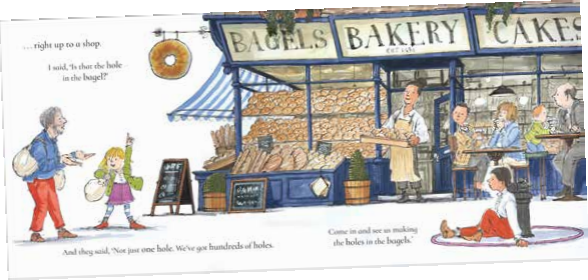 ...right up to a shop.
I said, 'Is that the hole
in the bagel?'
BAGELS
BAKERY
CAKES
And they said, 'Not just one hole. We've got hundreds of holes.
Come in and see us making
the holes in the bagels.'